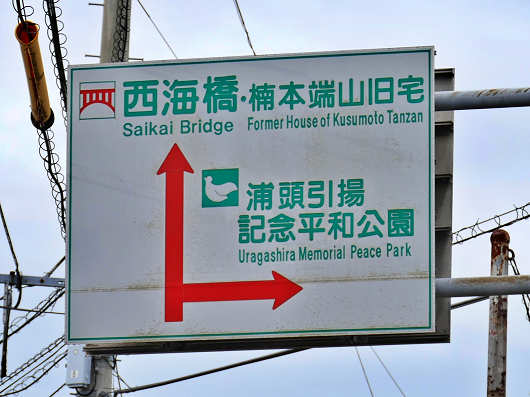 西海橋・楠本端山旧宅
Saikai Bridge Former House of Kusumoto Tanzan
浦頭引揚
記念平和公園
Uragashira Memorial Peace Park